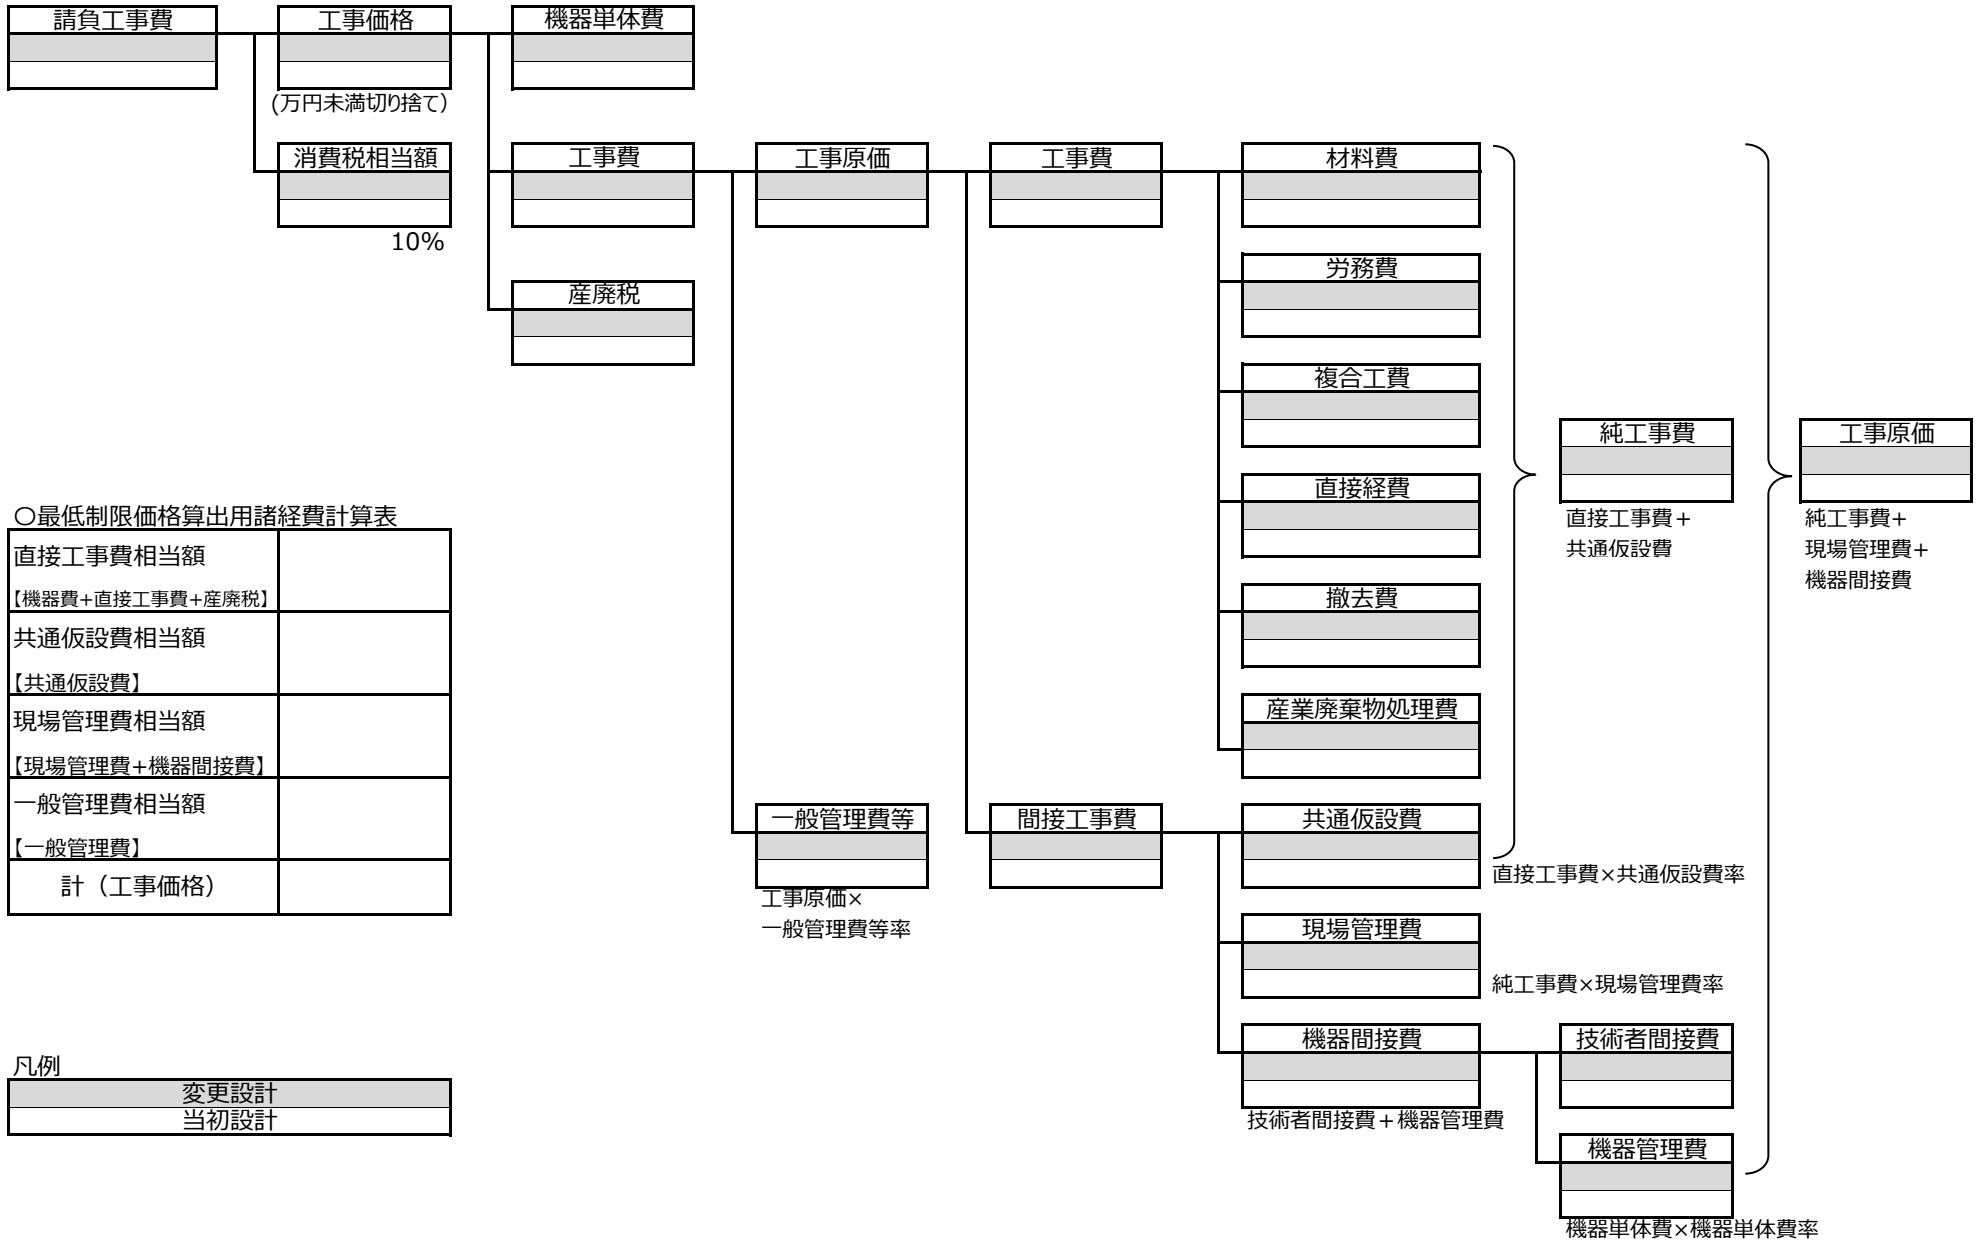 請負工事費
工事価格
機器単体費
(万円未満切り捨て)
消費税相当額
工事費
工事原価
工事費
材料費
10%
労務費
産廃税
複合工費
純工事費
工事原価
直接経費
直接工事費+
共通仮設費
純工事費+
現場管理費+
機器間接費
〇最低制限価格算出用諸経費計算表
直接工事費相当額
【機器費+直接工事費+産廃税】
共通仮設費相当額
【共通仮設費】
現場管理費相当額
【現場管理費+機器間接費】
一般管理費相当額
【一般管理費】
計（工事価格）
撤去費
産業廃棄物処理費
一般管理費等
工事原価×
一般管理費等率
間接工事費
共通仮設費
直接工事費×共通仮設費率
現場管理費
純工事費×現場管理費率
機器間接費
技術者間接費
技術者間接費+機器管理費
機器管理費
機器単体費×機器単体費率
凡例
変更設計
当初設計